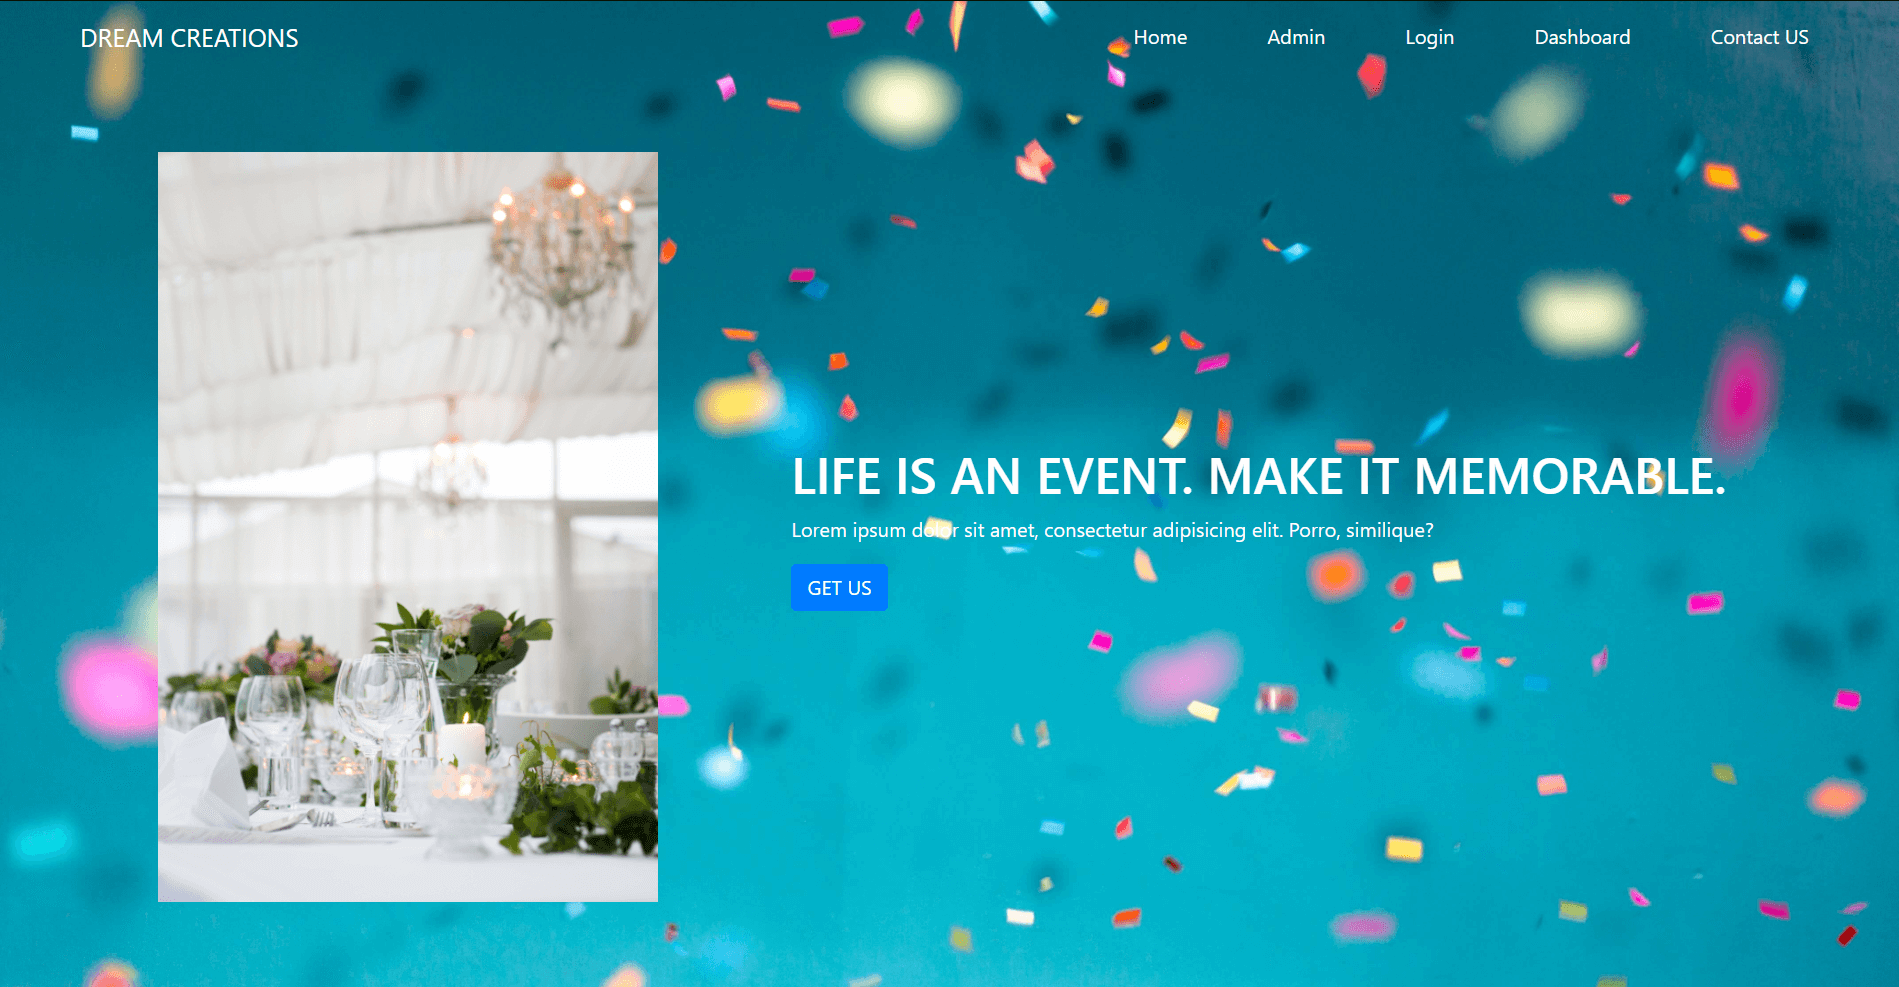 DREAM CREATIONS
Home Admin Login Dashboard Contact US
LIFE IS AN EVENT. MAKE IT MEMORABLE.
Lorem ipsum dolor sit amet, consectetur adipisicing elit. Porro, similique?
GET US